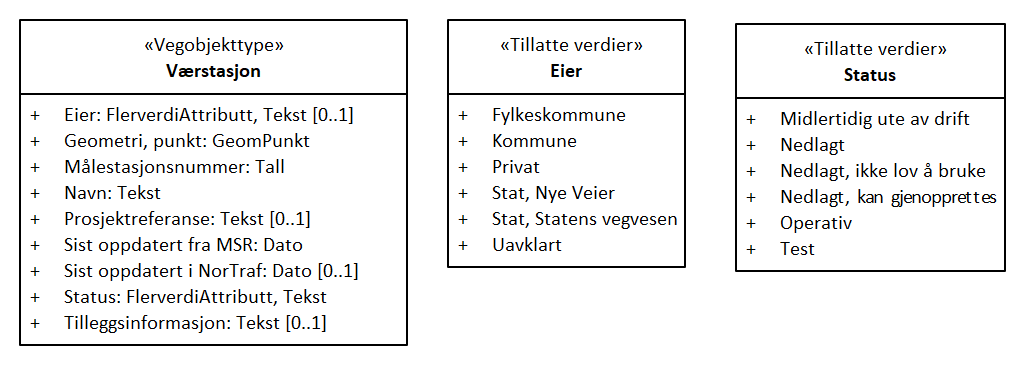 «Vegobjekttype»
Værstasjon
+ Eier: FlerverdiAttributt, Tekst [0..1]
+ Geometri, punkt: GeomPunkt
+ Målestasjonsnummer: Tall
+ Navn: Tekst
+ Prosjektreferanse: Tekst [0..1]
+ Sist oppdatert fra MSR: Dato
+ Sist oppdatert i NorTraf: Dato [0..1]
+ Status: FlerverdiAttributt, Tekst
+ Tilleggsinformasjon: Tekst [0..1]
«Tillatte verdier»
Eier
+ Fylkeskommune
+ Kommune
+ Privat
+ Stat, Nye Veier
+ Stat, Statens vegvesen
+ Uavklart
«Tillatte verdier»
Status
+ Midlertidig ute av drift
+ Nedlagt
+ Nedlagt, ikke lov å bruke
+ Nedlagt, kan gjenopprettes
+ Operativ
+ Test